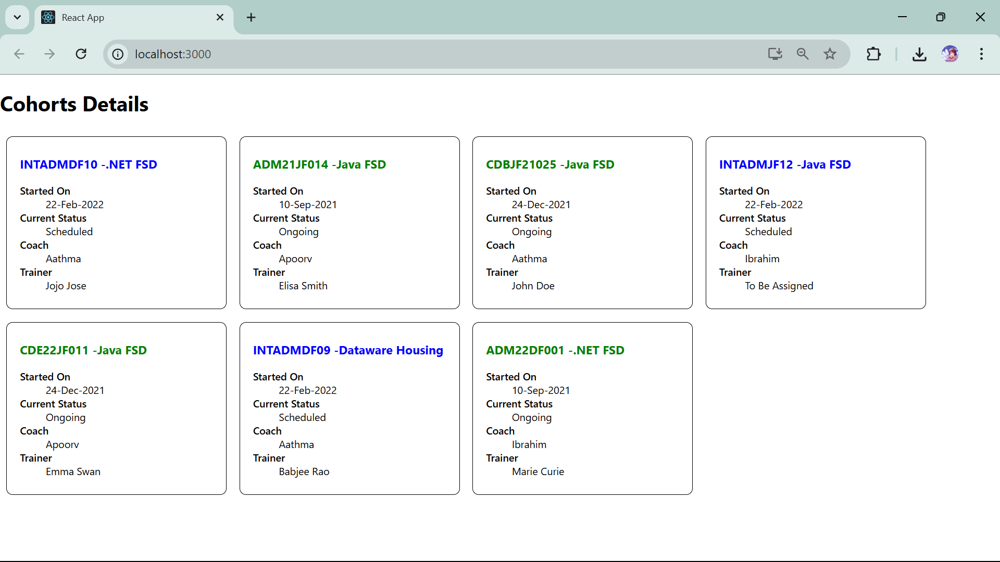 React App
localhost:3000
Cohorts Details
INTADMDF10 -.NET FSD
Started On
22-Feb-2022
Current Status
Scheduled
Coach
Aathma
Trainer
Jojo Jose
ADM21JF014 -Java FSD
Started On
10-Sep-2021
Current Status
Ongoing
Coach
Apoorv
Trainer
Elisa Smith
CDBJF21025 -Java FSD
Started On
24-Dec-2021
Current Status
Ongoing
Coach
Aathma
Trainer
John Doe
INTADMJF12 -Java FSD
Started On
22-Feb-2022
Current Status
Scheduled
Coach
Ibrahim
Trainer
To Be Assigned
CDE22JF011 -Java FSD
Started On
24-Dec-2021
Current Status
Ongoing
Coach
Apoorv
Trainer
Emma Swan
INTADMDF09 -Dataware Housing
Started On
22-Feb-2022
Current Status
Scheduled
Coach
Aathma
Trainer
Babjee Rao
ADM22DF001 -.NET FSD
Started On
10-Sep-2021
Current Status
Ongoing
Coach
Ibrahim
Trainer
Marie Curie